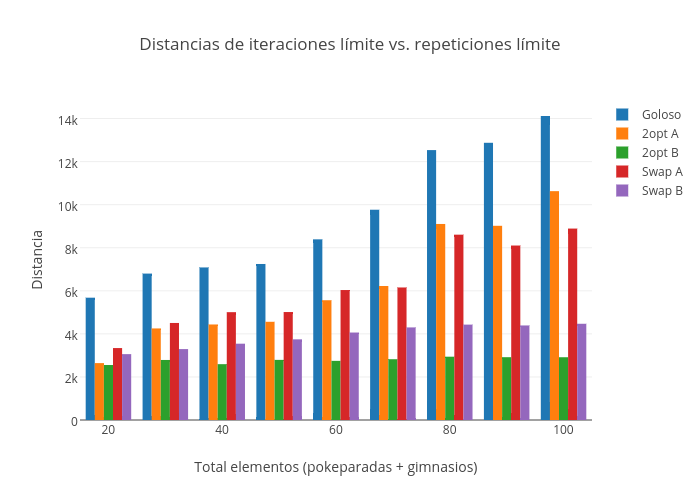 Distancias de iteraciones límite vs. repeticiones límite
Goloso
2opt A
2opt B
Swap A
Swap B
Distancia
14k
12k
10k
8k
6k
4k
2k
0
20
40
60
80
100
Total elementos (pokeparadas + gimnasios)